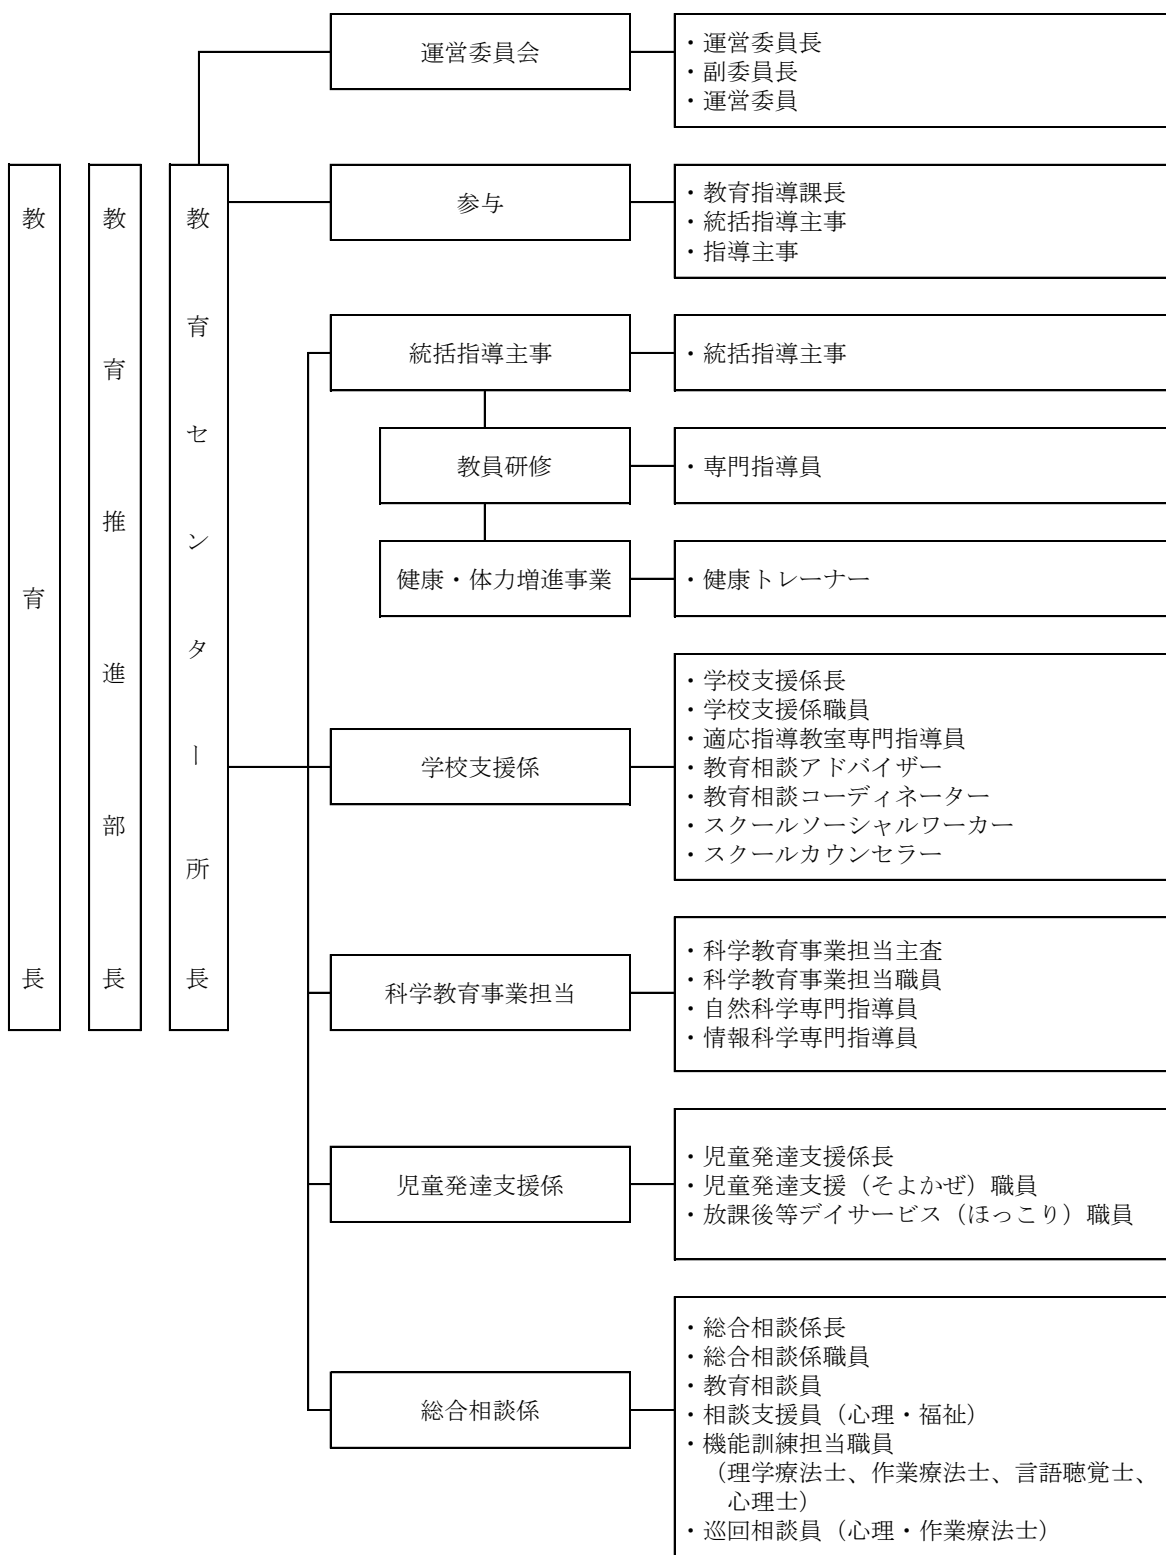 教育長
教育推進部長
教育センター所長
運営委員会
・運営委員長
・副委員長
・運営委員
参与
・教育指導課長
・統括指導主事
・指導主事
統括指導主事
・統括指導主事
教員研修
・専門指導員
健康・体力増進事業
・健康トレーナー
学校支援係
・学校支援係長
・学校支援係職員
・適応指導教室専門指導員
・教育相談アドバイザー
・教育相談コーディネーター
・スクールソーシャルワーカー
・スクールカウンセラー
科学教育事業担当
・科学教育事業担当主査
・科学教育事業担当職員
・自然科学専門指導員
・情報科学専門指導員
児童発達支援係
・児童発達支援係長
・児童発達支援（そよかぜ）職員
・放課後等デイサービス（ほっこり）職員
総合相談係
・総合相談係長
・総合相談係職員
・教育相談員
・相談支援員（心理・福祉）
・機能訓練担当職員
（理学療法士、作業療法士、言語聴覚士、
心理士）
・巡回相談員（心理・作業療法士）